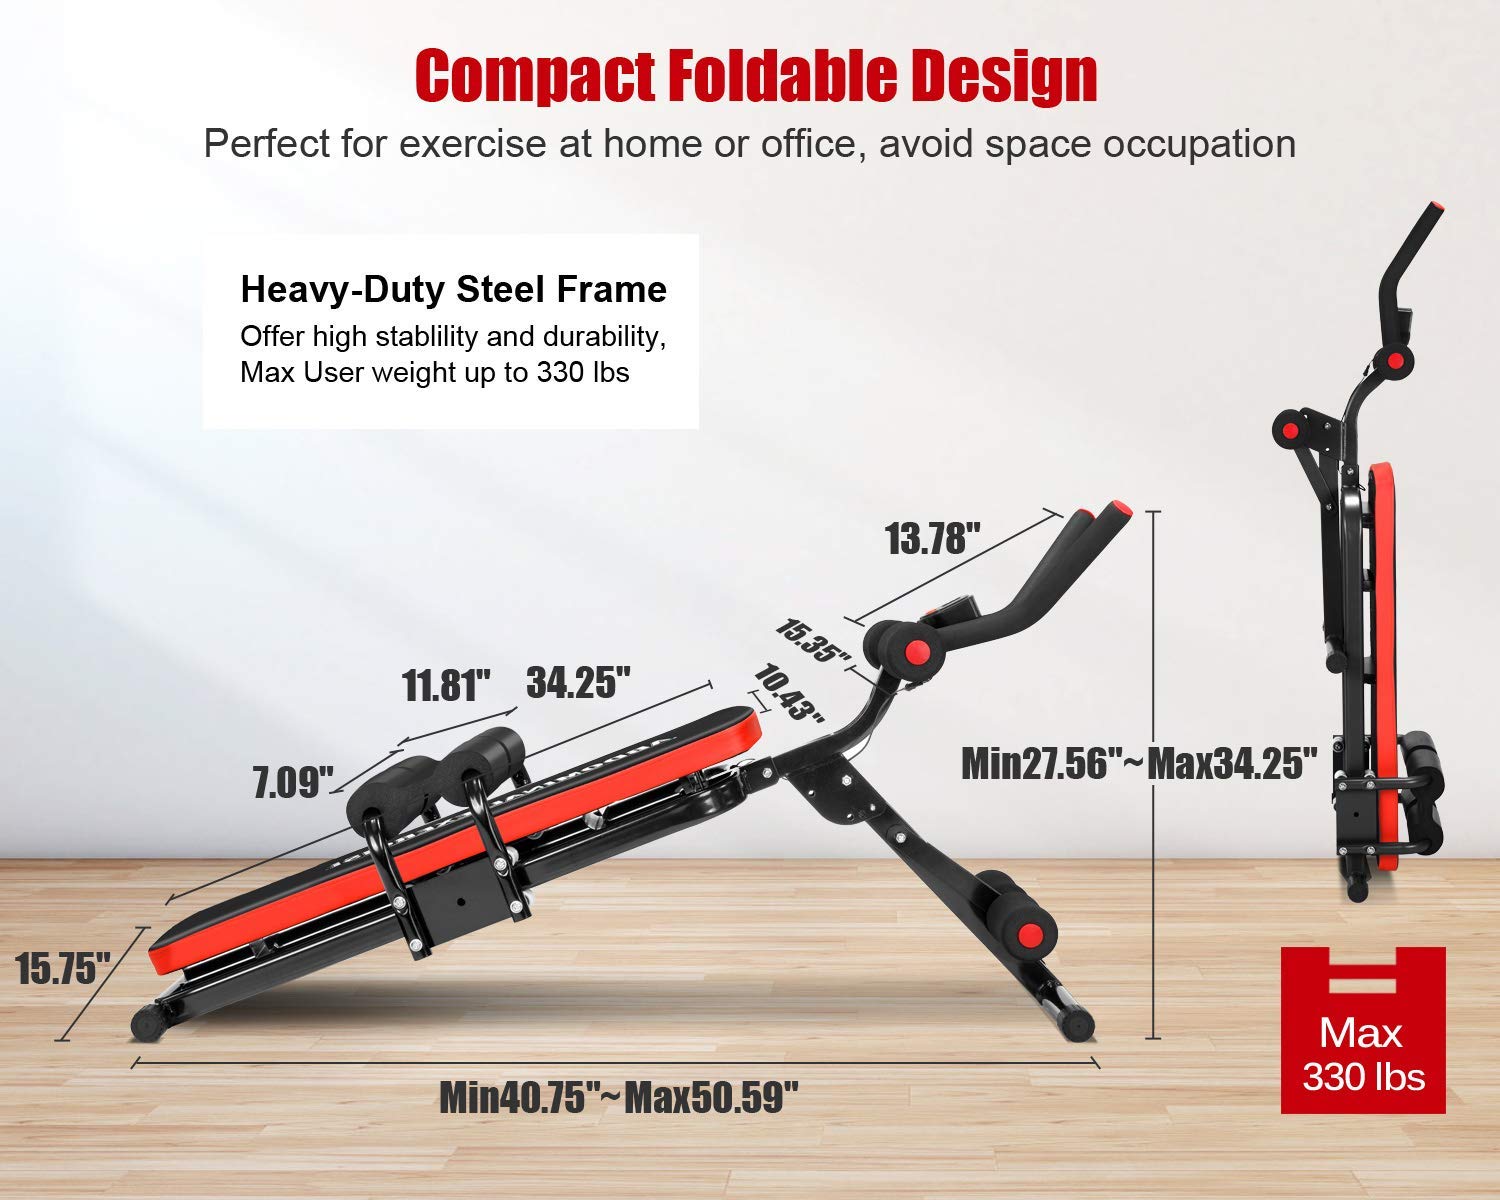 Compact Foldable Design
Perfect for exercise at home or office, avoid space occupation
Heavy-Duty Steel Frame
Offer high stablility and durability,
Max User weight up to 330 lbs
13.78"
15.35"
10.43"
34.25"
11.81"
7.09"
Min27.56"~Max34.25"
15.75"
Min40.75"~Max50.59"
Max
330 lbs